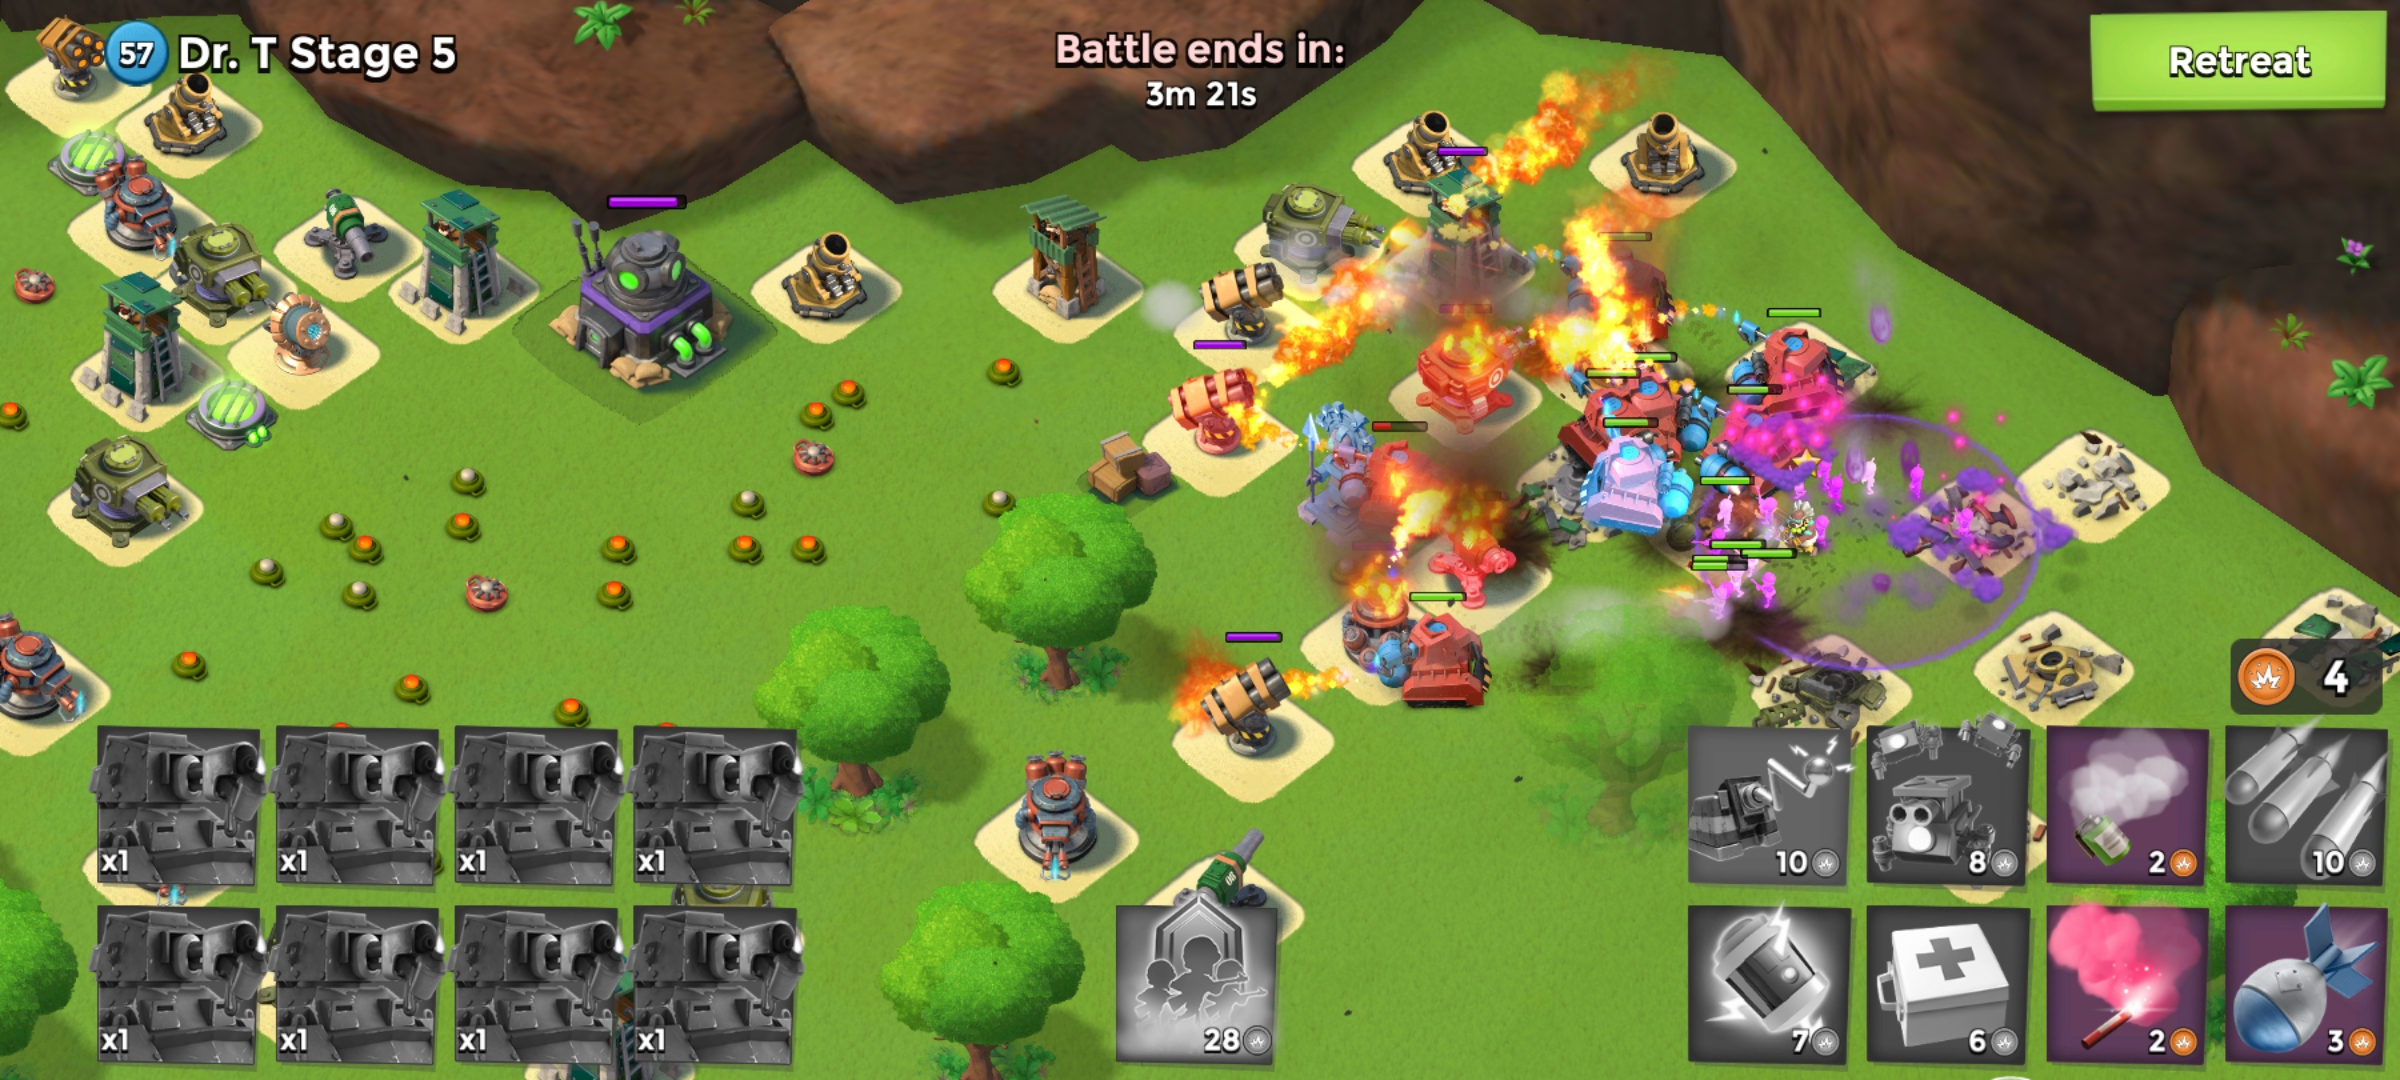 57 Dr. T Stage 5
Battle ends in:
3m 21s
Retreat
4
x1 x1 x1 x1
10 8 2 10
x1 x1 x1 x1
28
7 6 2 3